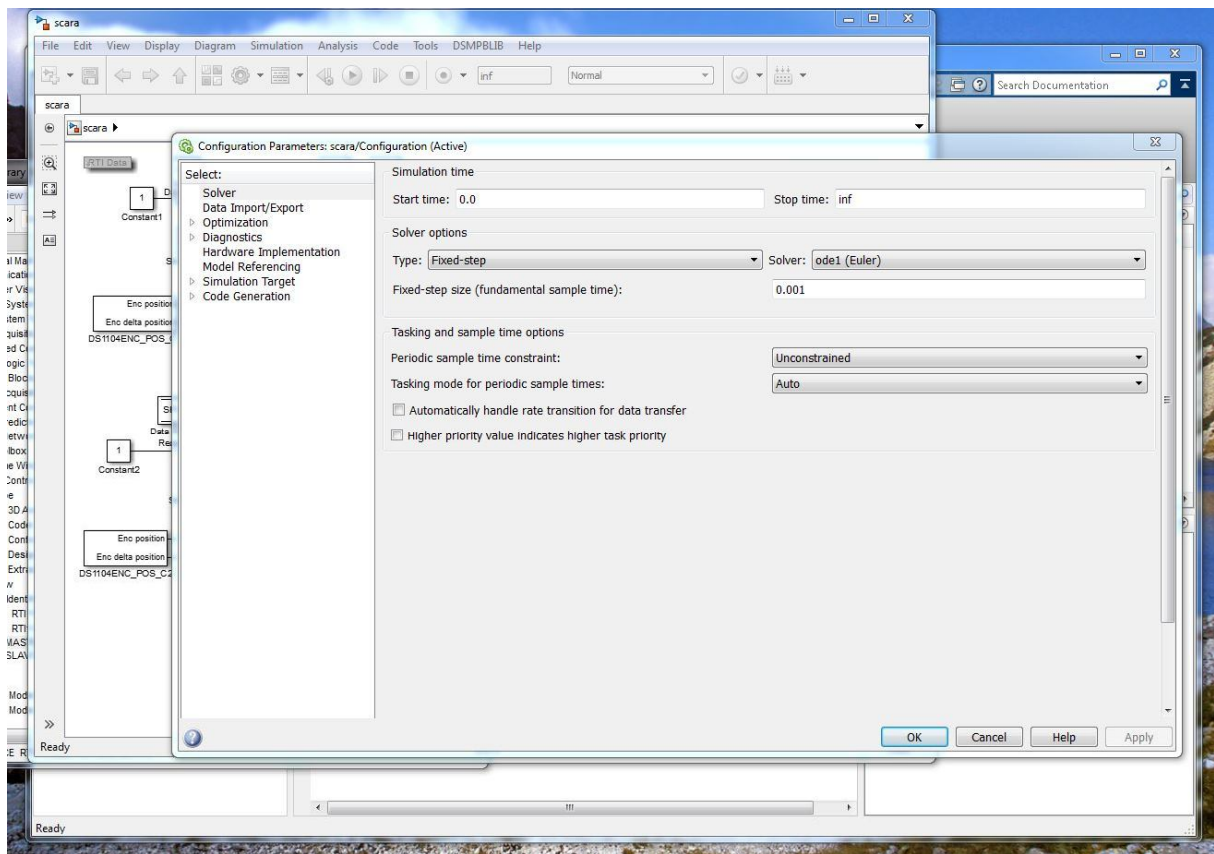 scara
File Edit View Display Diagram Simulation Analysis Code Tools DSMPBLIB Help
inf Normal
Search Documentation
scara
scara
Configuration Parameters: scara/Configuration (Active)
RTI Data
1
Constant1
Enc position
Enc delta position
DS1104ENC_POS_
1
Constant2
Enc position
Enc delta position
DS1104ENC_POS_C2
Ready
Select:
Solver
Data Import/Export
Optimization
Diagnostics
Hardware Implementation
Model Referencing
Simulation Target
Code Generation
Simulation time
Start time: 0.0 Stop time: inf
Solver options
Type: Fixed-step Solver: ode1 (Euler)
Fixed-step size (fundamental sample time): 0.001
Tasking and sample time options
Periodic sample time constraint: Unconstrained
Tasking mode for periodic sample times: Auto
Automatically handle rate transition for data transfer
Higher priority value indicates higher task priority
OK Cancel Help Apply
Ready